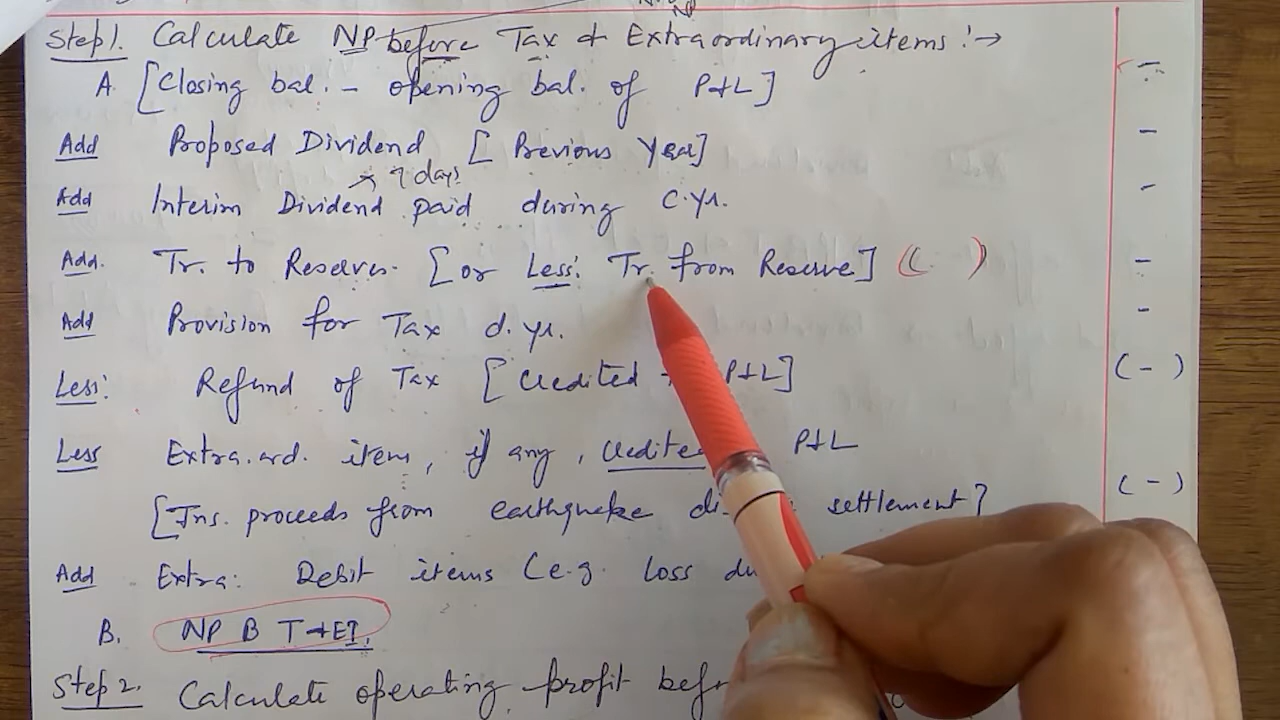 NP
Step 1. Calculate NP before Tax & Extraordinary items :→
A. [Closing bal. - opening bal. of P&L] -
Add Proposed Dividend [Previous Year] -
Add Interim Dividend paid during C.Yr. -
Add. Tr. to Reserves. [or Less: Tr. from Reserve] ( ) -
Add Provision for Tax d. yr. -
Less: Refund of Tax [Credited P&L] (-)
Less Extra.ord. item, if any, Credited P&L
[Ins. proceeds from earthquake settlement] (-)
Add Extra: Debit items (e.g. loss
B. NP B T & EI.
Step 2. Calculate operating profit